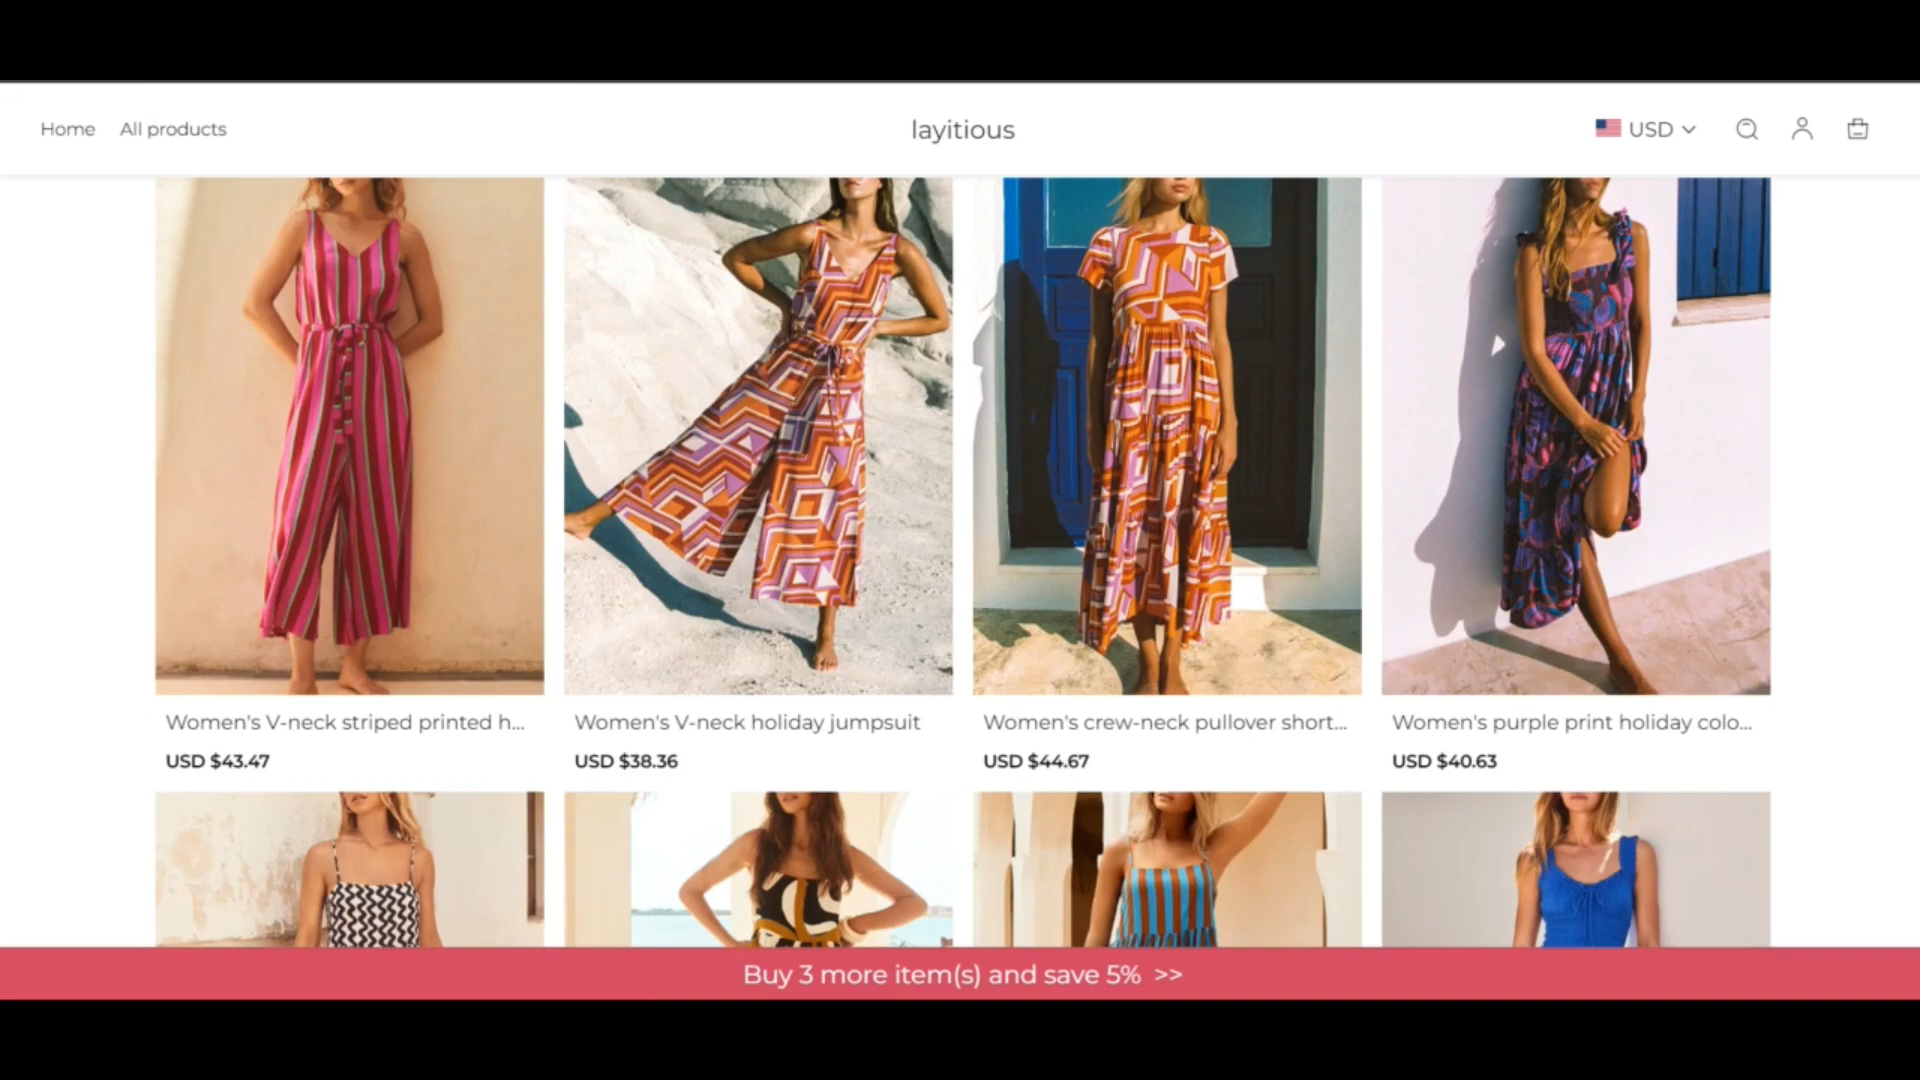 Home All products layitious USD
Women's V-neck striped printed h... Women's V-neck holiday jumpsuit Women's crew-neck pullover short... Women's purple print holiday colo...
USD $43.47 USD $38.36 USD $44.67 USD $40.63
Buy 3 more item(s) and save 5% >>